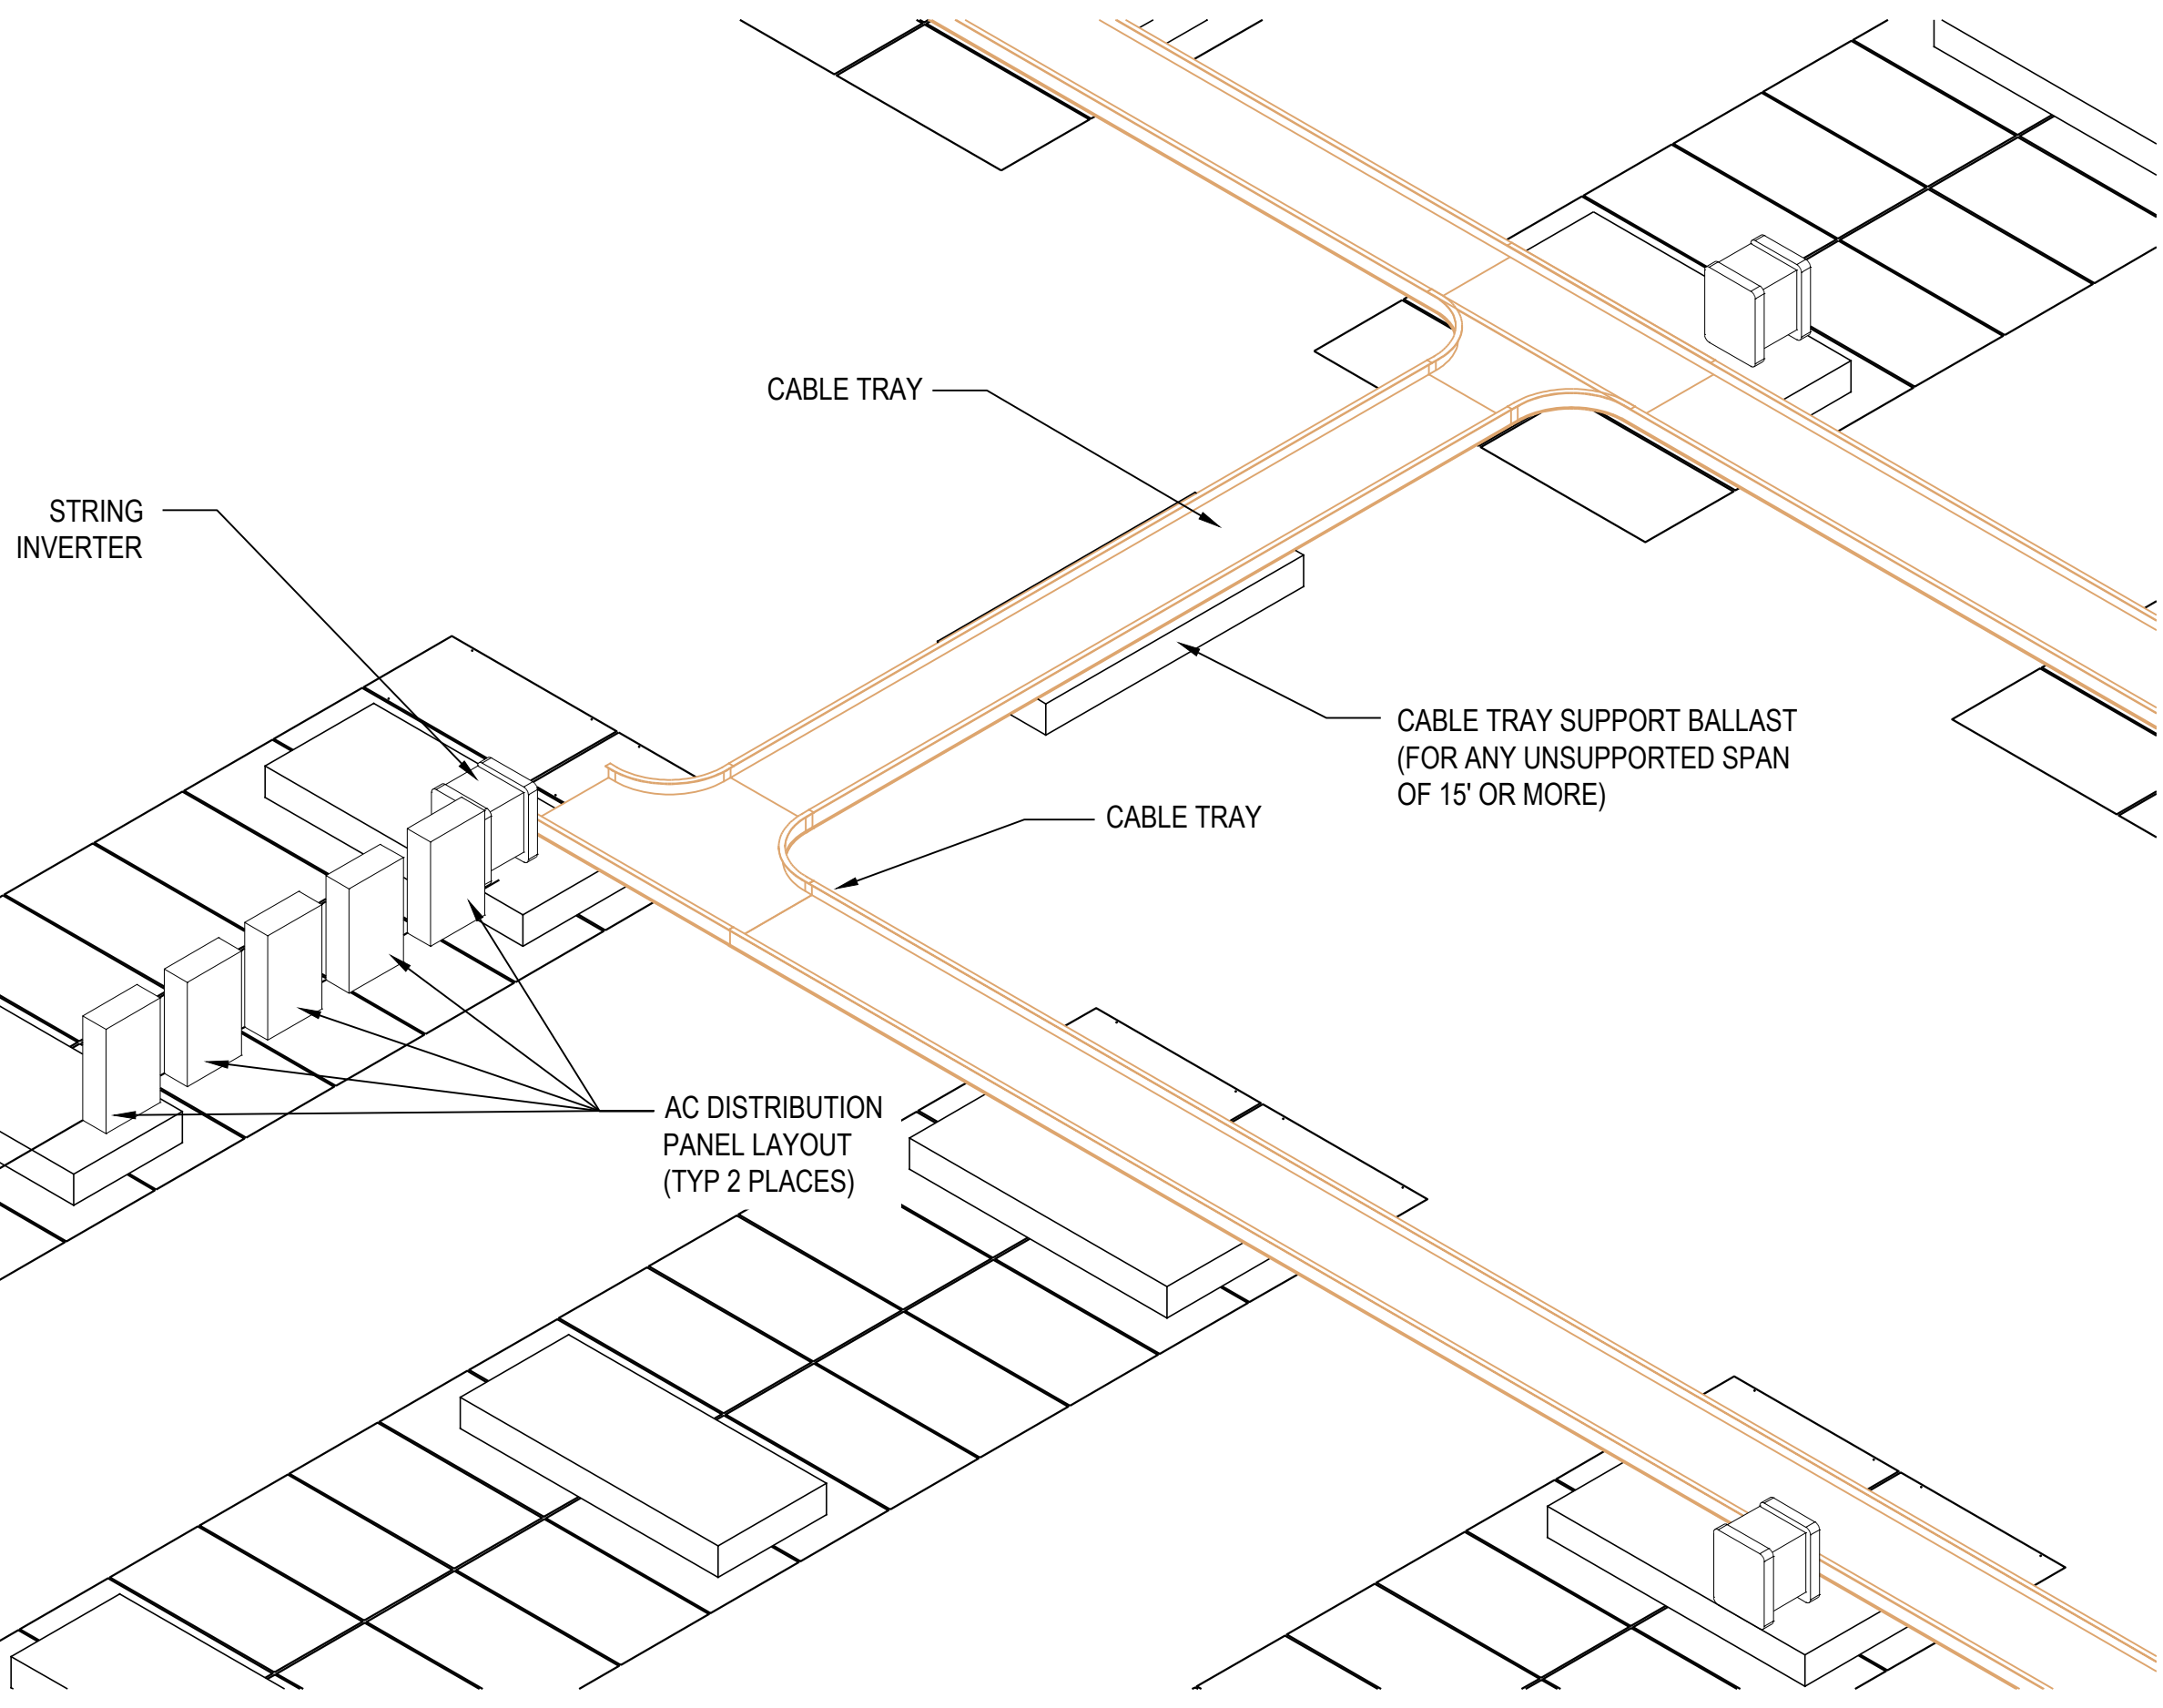 CABLE TRAY
STRING
INVERTER
CABLE TRAY SUPPORT BALLAST
(FOR ANY UNSUPPORTED SPAN
OF 15' OR MORE)
CABLE TRAY
AC DISTRIBUTION
PANEL LAYOUT
(TYP 2 PLACES)